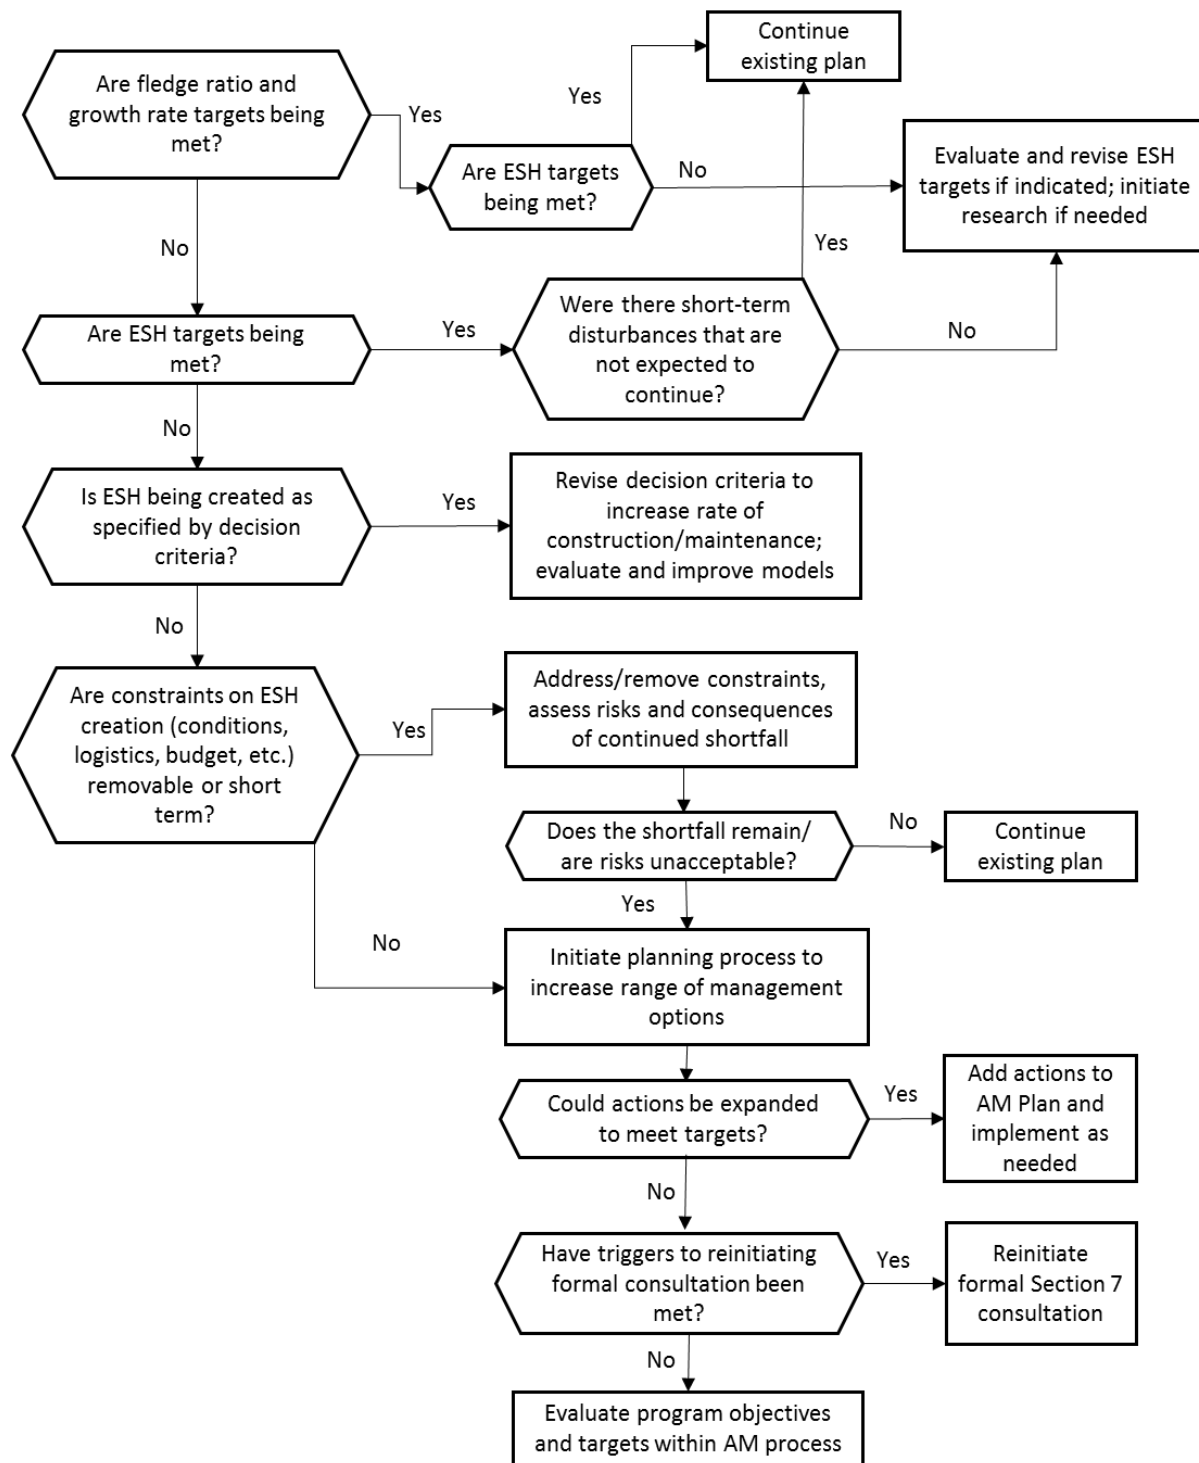 Continue
existing plan
Are fledge ratio and
growth rate targets being
met?
Yes
Yes
Are ESH targets
being met?
No
Evaluate and revise ESH
targets if indicated; initiate
research if needed
No
Yes
Were there short-term
disturbances that are
not expected to
continue?
No
Are ESH targets being
met?
Yes
No
Is ESH being created as
specified by decision
criteria?
Yes
Revise decision criteria to
increase rate of
construction/maintenance;
evaluate and improve models
No
Are constraints on ESH
creation (conditions,
logistics, budget, etc.)
removable or short
term?
Yes
Address/remove constraints,
assess risks and consequences
of continued shortfall
Does the shortfall remain/
are risks unacceptable?
No
Continue
existing plan
Yes
No
Initiate planning process to
increase range of management
options
Could actions be expanded
to meet targets?
Yes
Add actions to
AM Plan and
implement as
needed
No
Have triggers to reinitiating
formal consultation been
met?
Yes
Reinitiate
formal Section 7
consultation
No
Evaluate program objectives
and targets within AM process